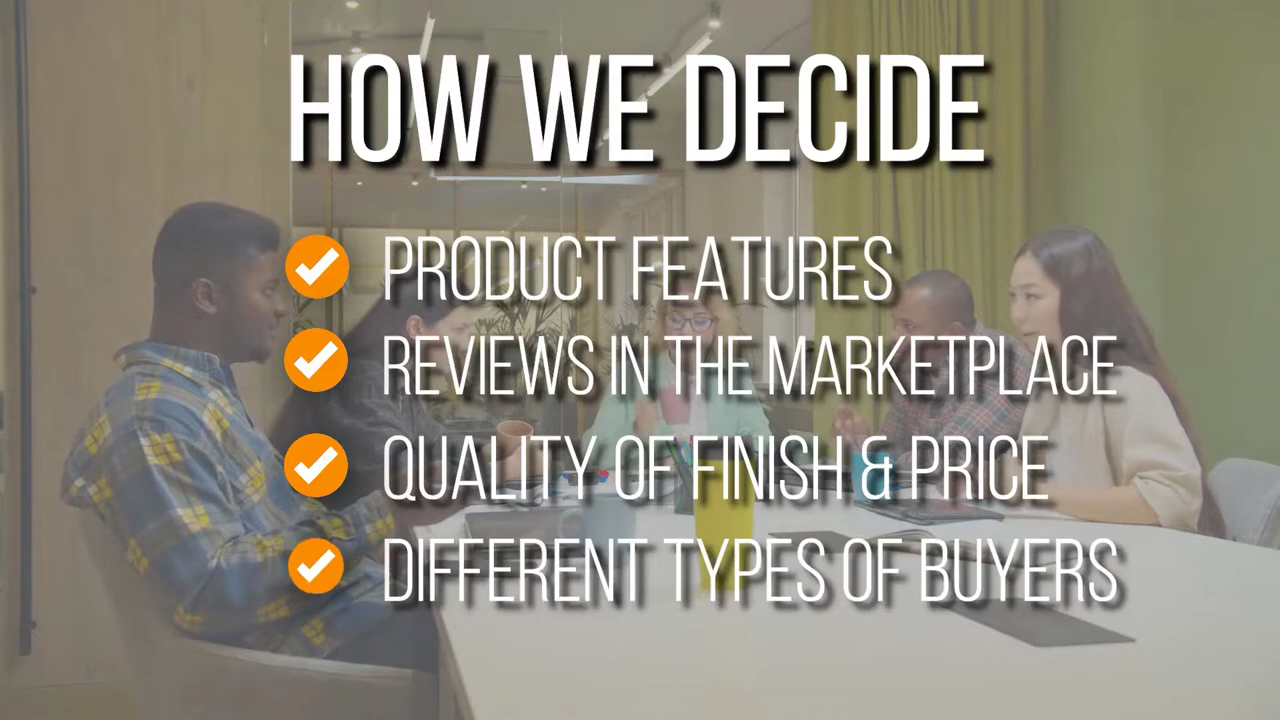 HOW WE DECIDE
PRODUCT FEATURES
REVIEWS IN THE MARKETPLACE
QUALITY OF FINISH & PRICE
DIFFERENT TYPES OF BUYERS